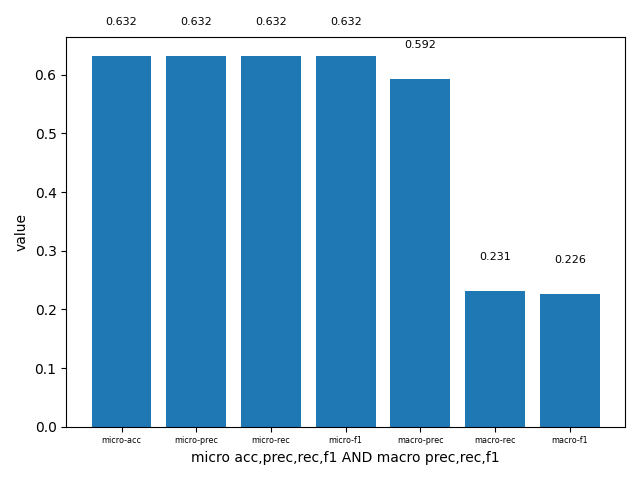 0.632 0.632 0.632 0.632
0.592
0.231
0.226
0.6
0.5
0.4
0.3
0.2
0.1
0.0
value
micro-acc micro-prec micro-rec micro-f1 macro-prec macro-rec macro-f1
micro acc,prec,rec,f1 AND macro prec,rec,f1